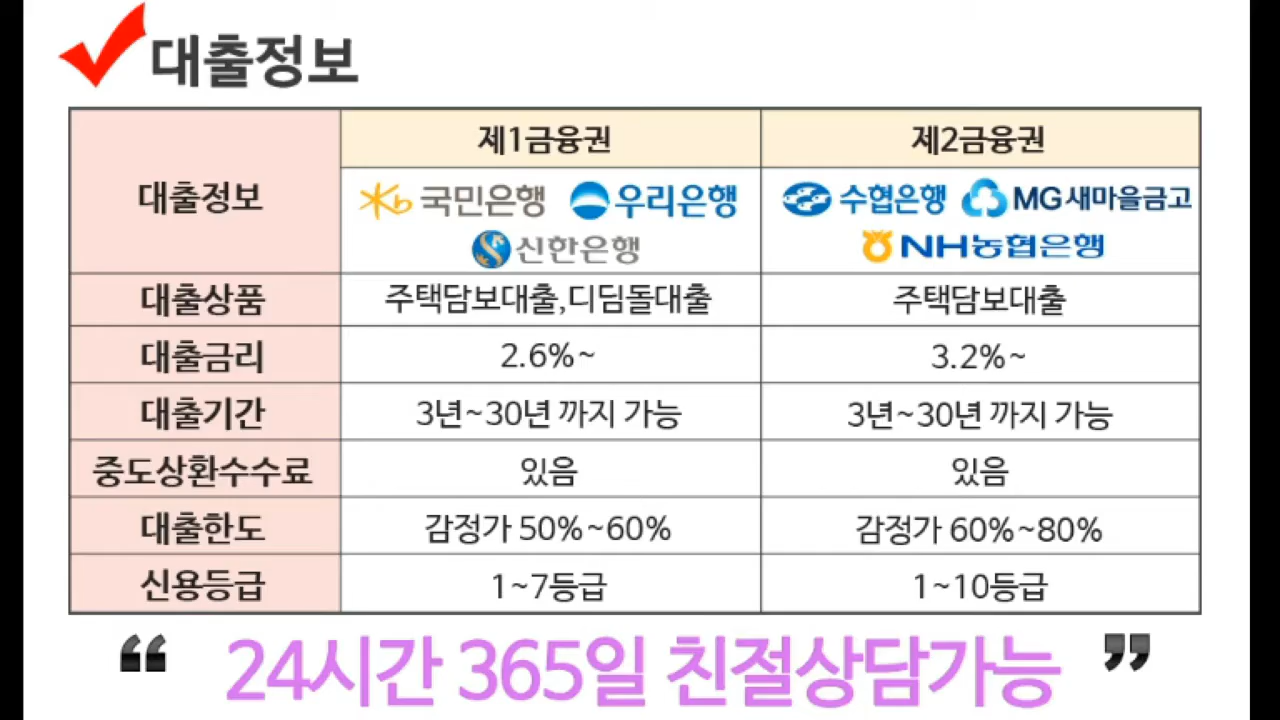 대출정보
대출정보 제1금융권 제2금융권
국민은행 우리은행 수협은행 MG새마을금고
신한은행 NH농협은행
대출상품 주택담보대출,디딤돌대출 주택담보대출
대출금리 2.6%~ 3.2%~
대출기간 3년~30년 까지 가능 3년~30년 까지 가능
중도상환수수료 있음 있음
대출한도 감정가 50%~60% 감정가 60%~80%
신용등급 1~7등급 1~10등급
“ 24시간 365일 친절상담가능 ”